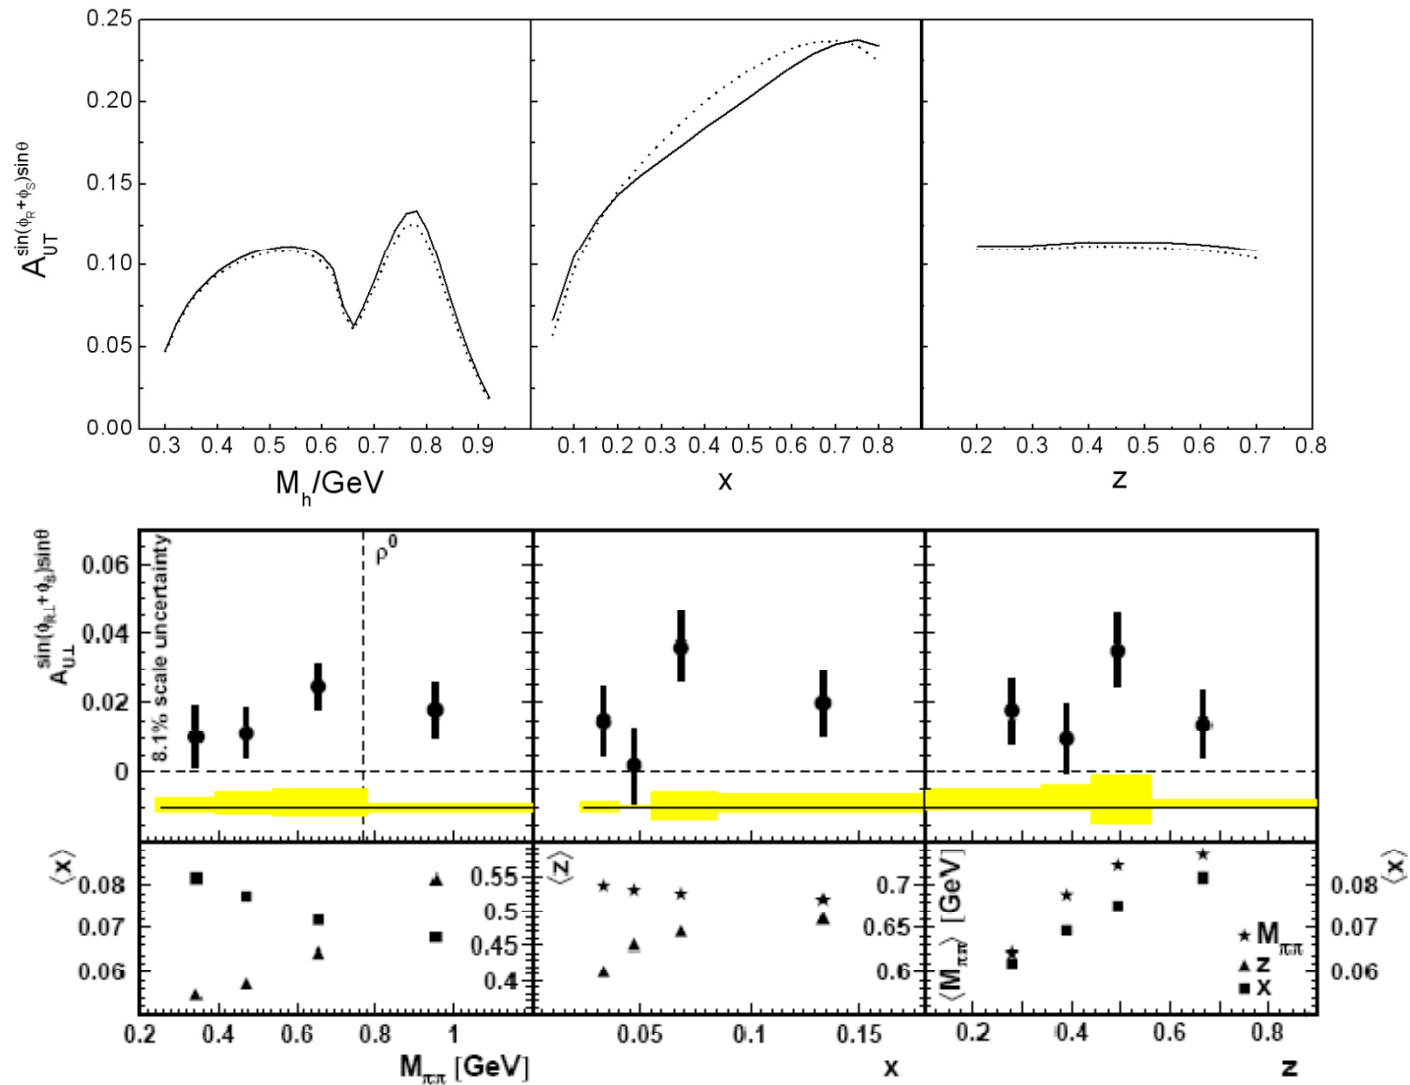 0.25
0.20
0.15
0.10
0.05
0.00
A_UT^sin(ϕ_R+ϕ_S)sinθ
0.3 0.4 0.5 0.6 0.7 0.8 0.9
0.1 0.2 0.3 0.4 0.5 0.6 0.7 0.8
0.2 0.3 0.4 0.5 0.6 0.7 0.8
M_h/GeV
x
z
A_U⊥^sin(ϕ_R⊥+ϕ_S)sinθ
0.06
0.04
0.02
0
8.1% scale uncertainty
ρ^0
⟨x⟩
0.08
0.07
0.06
0.55
0.5
0.45
0.4
⟨z⟩
0.7
0.65
0.6
⟨M_ππ⟩ [GeV]
★ M_ππ
▲ z
■ x
⟨x⟩
0.08
0.07
0.06
0.2 0.4 0.6 0.8 1
0.05 0.1 0.15
0.2 0.4 0.6 0.8
M_ππ [GeV]
x
z